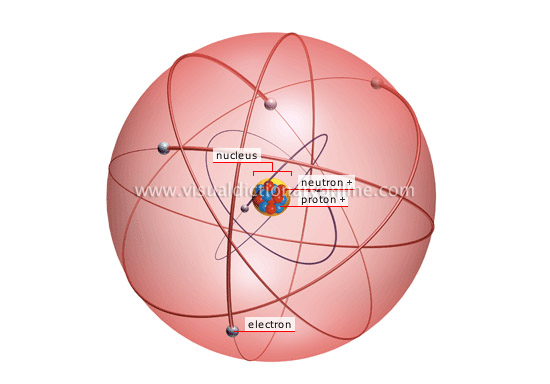 nucleus
neutron +
www.visualdictionaryonline.com
proton +
electron